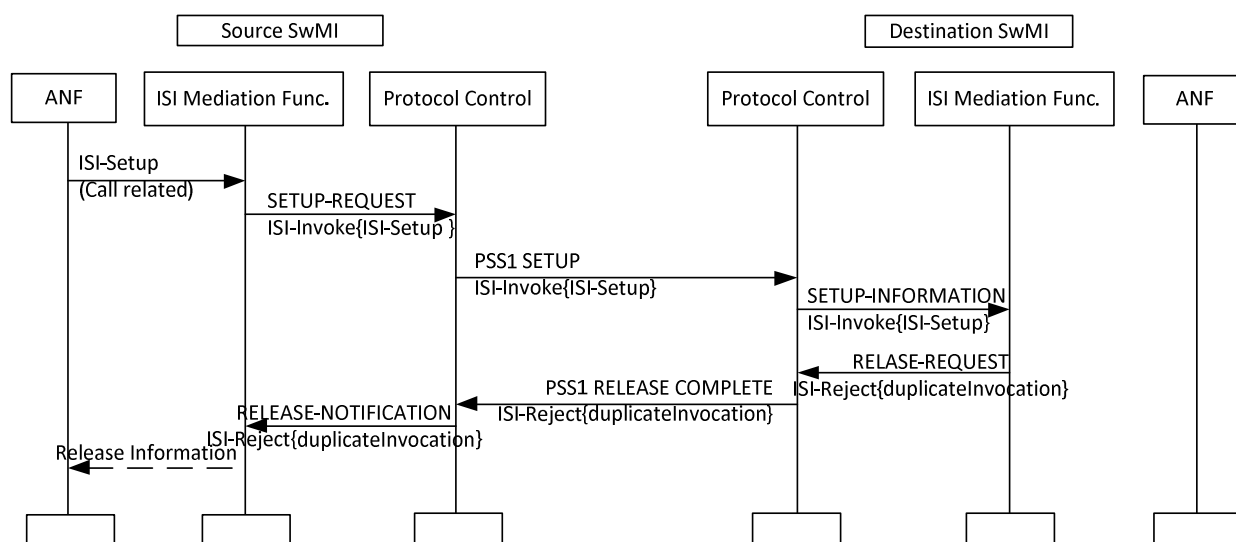 Source SwMI
Destination SwMI
ANF
ISI Mediation Func.
Protocol Control
Protocol Control
ISI Mediation Func.
ANF
ISI-Setup
(Call related)
SETUP-REQUEST
ISI-Invoke{ISI-Setup }
PSS1 SETUP
ISI-Invoke{ISI-Setup}
SETUP-INFORMATION
ISI-Invoke{ISI-Setup}
RELASE-REQUEST
ISI-Reject{duplicateInvocation}
PSS1 RELEASE COMPLETE
ISI-Reject{duplicateInvocation}
RELEASE-NOTIFICATION
ISI-Reject{duplicateInvocation}
Release Information